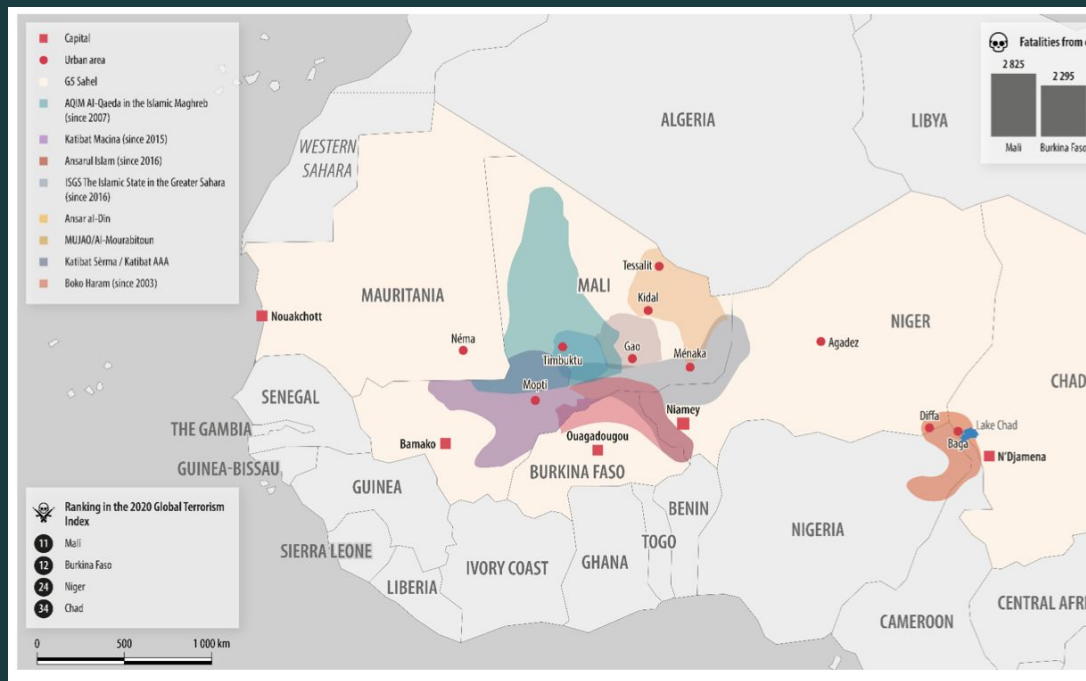 Capital
Urban area
G5 Sahel
AQIM Al-Qaeda in the Islamic Maghreb
(since 2007)
Katibat Macina (since 2015)
Ansarul Islam (since 2016)
ISGS The Islamic State in the Greater Sahara
(since 2016)
Ansar al-Din
MUJAO/Al-Mourabitoun
Katibat Sèrma / Katibat AAA
Boko Haram (since 2003)
Fatalities from
2 825
2 295
Mali
Burkina Faso
ALGERIA
LIBYA
WESTERN
SAHARA
Tessalit
MALI
MAURITANIA
Kidal
Nouakchott
NIGER
Néma
Timbuktu
Gao
Ménaka
Agadez
Mopti
CHAD
SENEGAL
Niamey
Diffa
Lake Chad
THE GAMBIA
Bamako
Ouagadougou
Baga
N'Djamena
GUINEA-BISSAU
BURKINA FASO
GUINEA
BENIN
NIGERIA
SIERRA LEONE
TOGO
IVORY COAST
GHANA
LIBERIA
CAMEROON
CENTRAL AFRI
Ranking in the 2020 Global Terrorism
Index
11 Mali
12 Burkina Faso
24 Niger
34 Chad
0 500 1 000 km